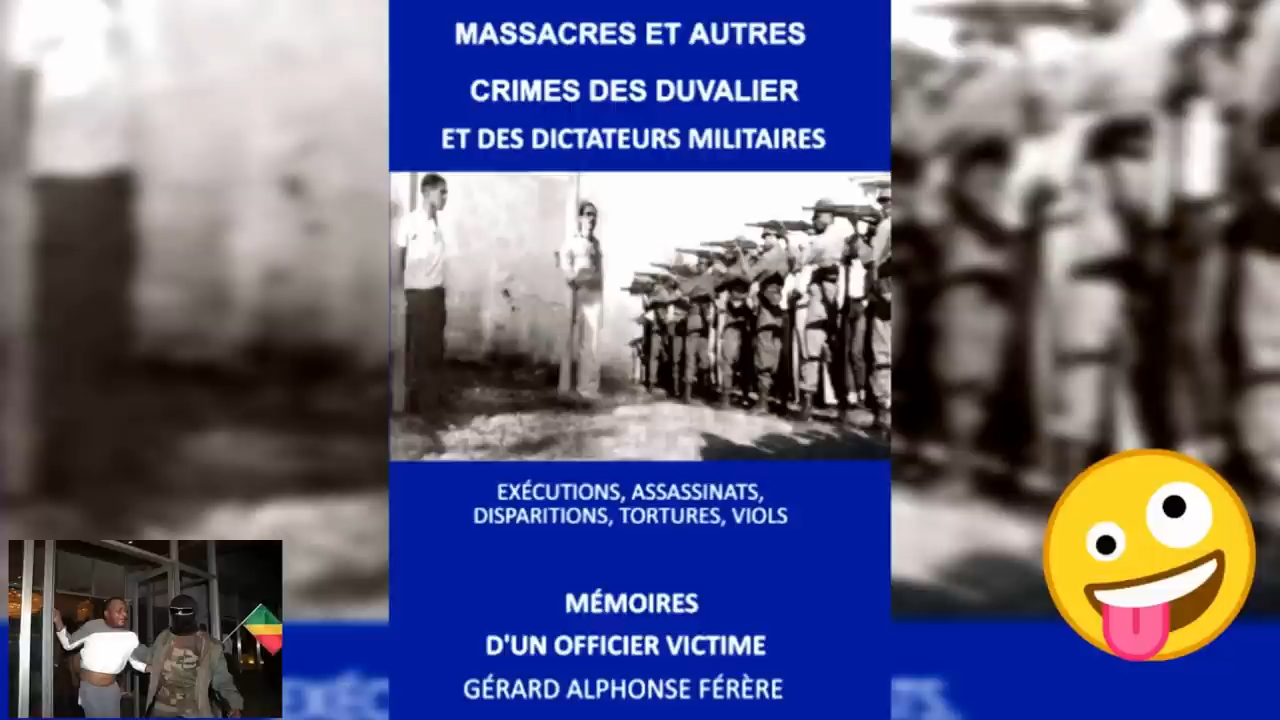 MASSACRES ET AUTRES
CRIMES DES DUVALIER
ET DES DICTATEURS MILITAIRES
EXÉCUTIONS, ASSASSINATS,
DISPARITIONS, TORTURES, VIOLS
MÉMOIRES
D'UN OFFICIER VICTIME
GÉRARD ALPHONSE FÉRÈRE